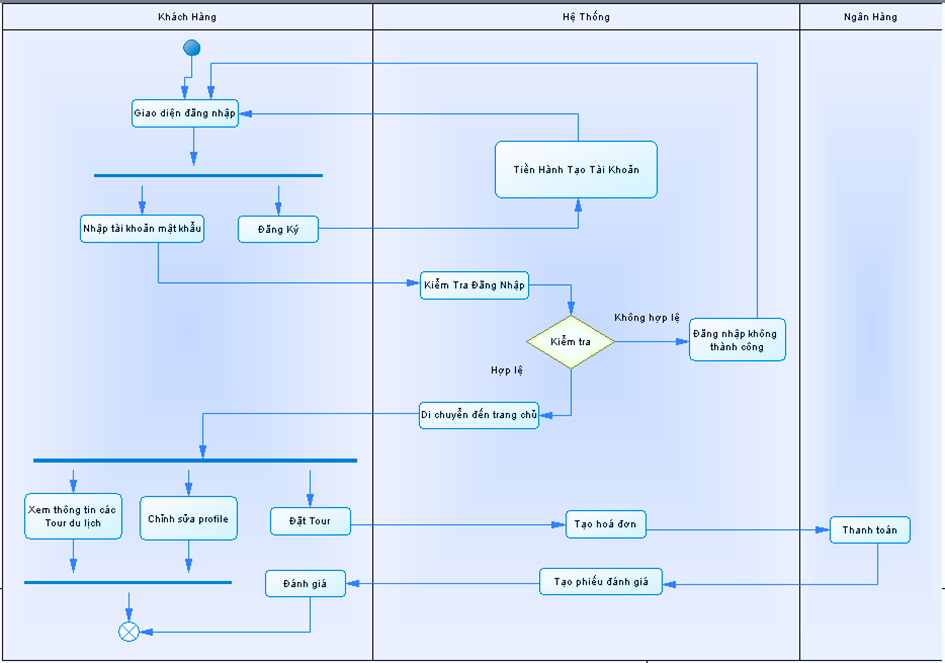 Khách Hàng
Hệ Thống
Ngân Hàng
Giao diện đăng nhập
Tiền Hành Tạo Tài Khoản
Nhập tài khoản mật khẩu
Đăng Ký
Kiểm Tra Đăng Nhập
Không hợp lệ
Kiểm tra
Đăng nhập không
thành công
Hợp lệ
Di chuyển đến trang chủ
Xem thông tin các
Tour du lịch
Chỉnh sửa profile
Đặt Tour
Tạo hoá đơn
Thanh toán
Đánh giá
Tạo phiếu đánh giá